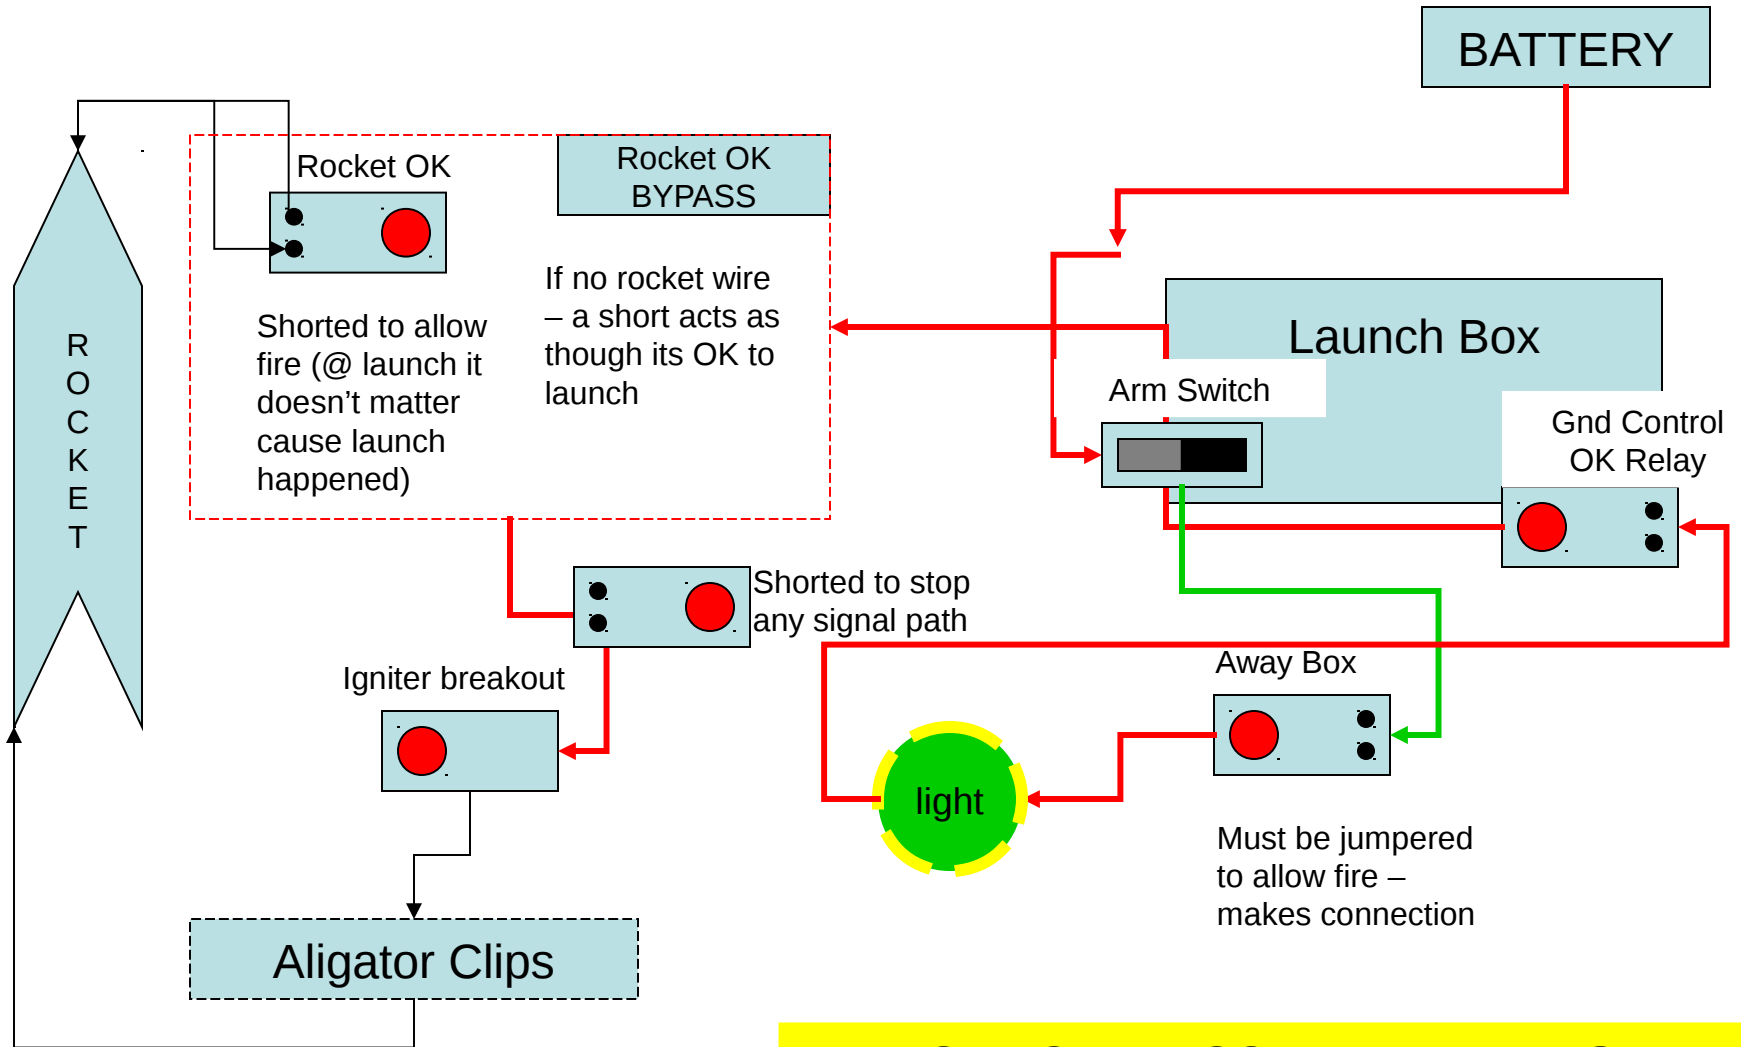 BATTERY
Rocket OK
Rocket OK
BYPASS
If no rocket wire
– a short acts as
though its OK to
launch
Shorted to allow
fire (@ launch it
doesn’t matter
cause launch
happened)
R
O
C
K
E
T
Launch Box
Arm Switch
Gnd Control
OK Relay
Shorted to stop
any signal path
Igniter breakout
Away Box
light
Must be jumpered
to allow fire –
makes connection
Aligator Clips